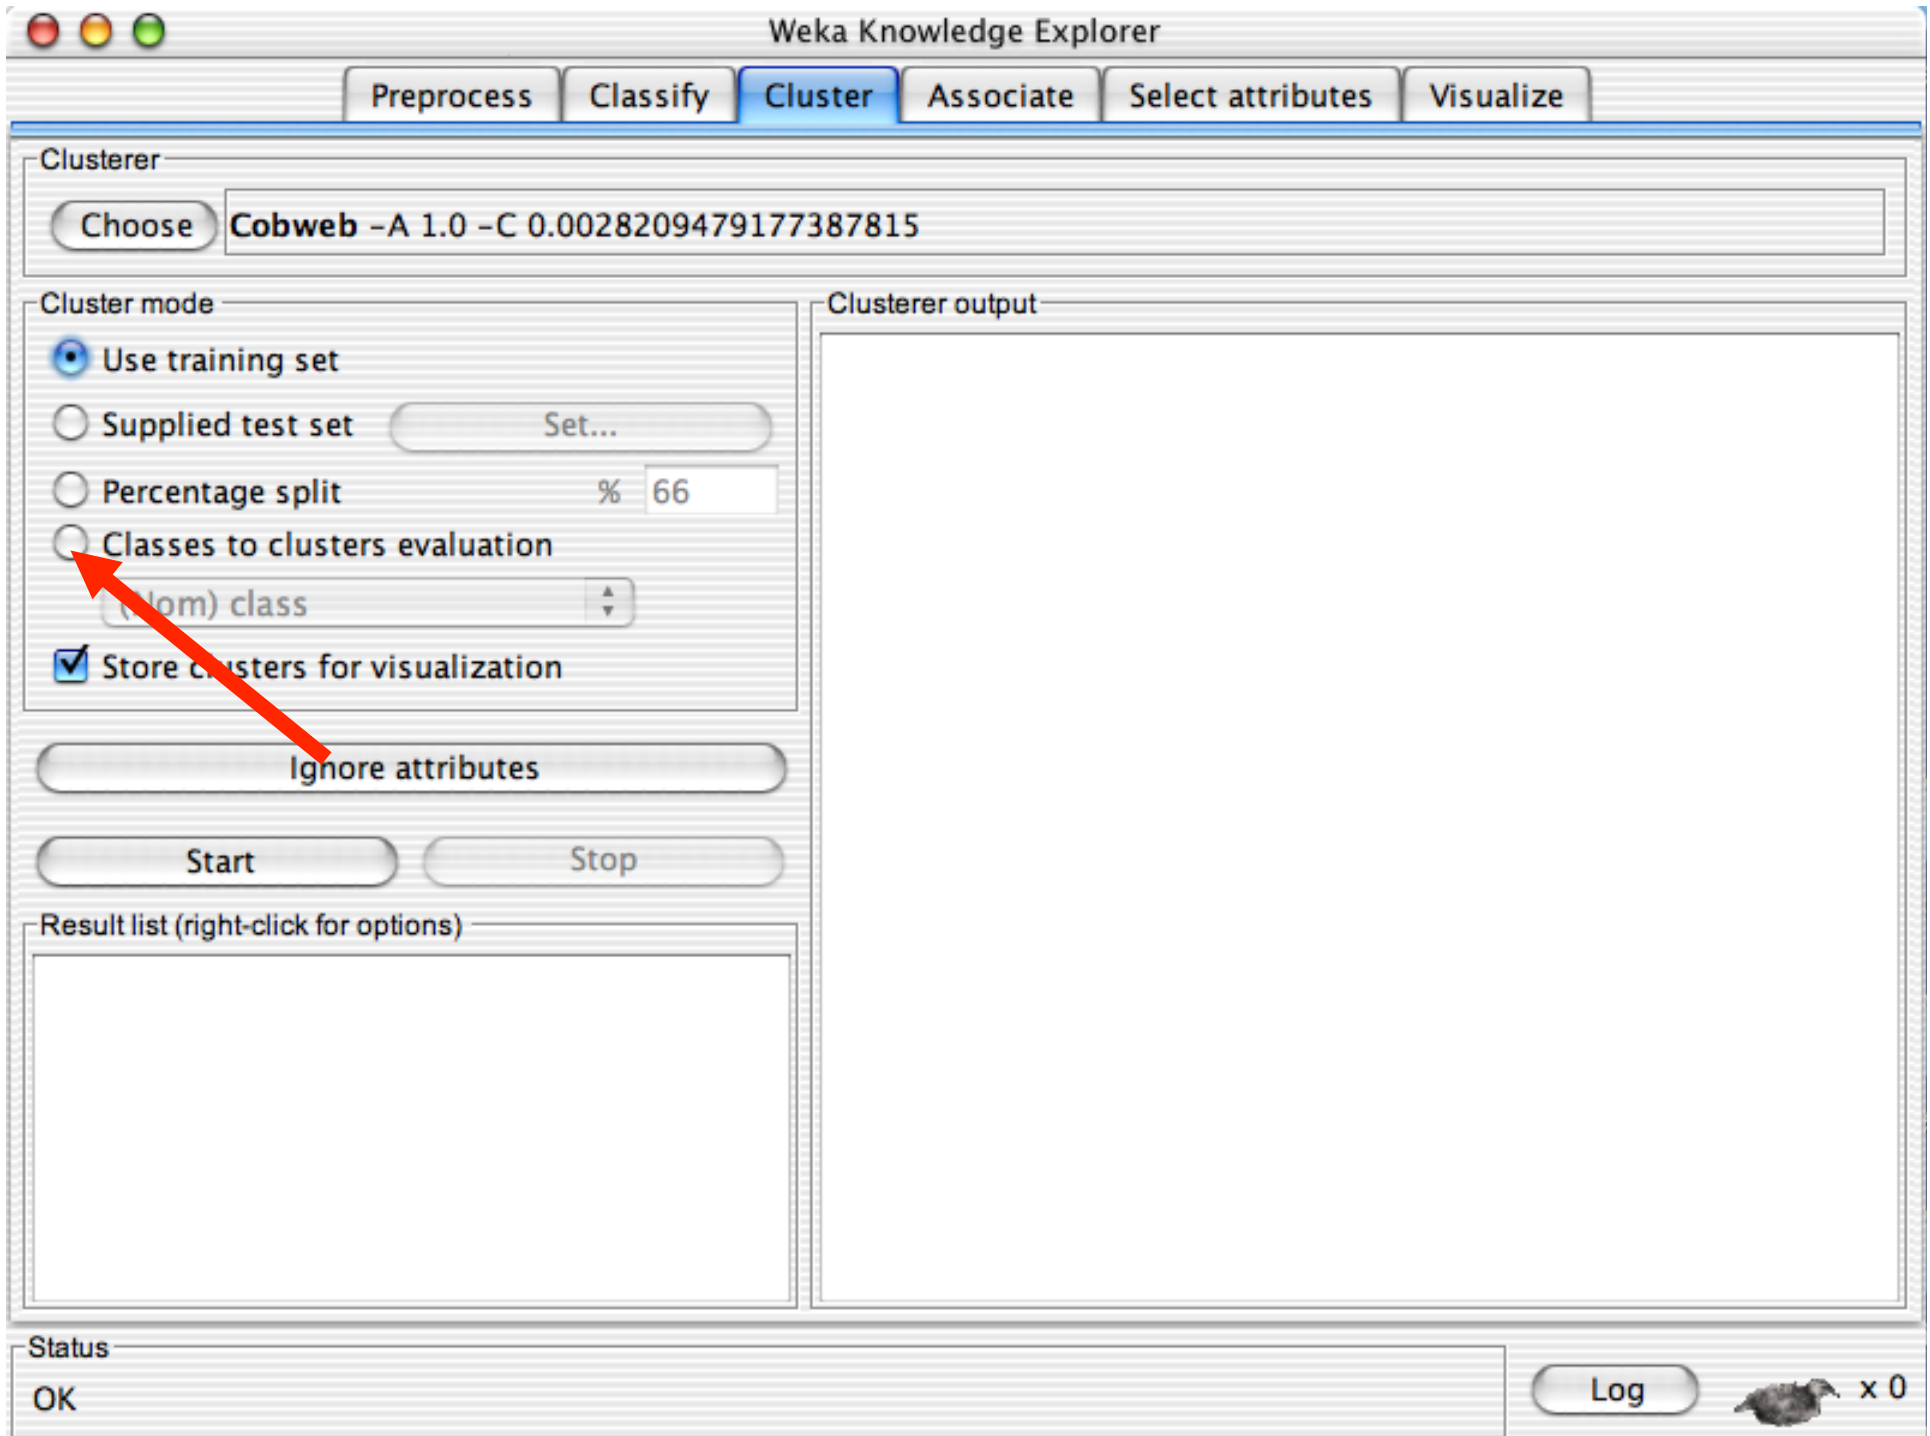 Weka Knowledge Explorer
Preprocess Classify Cluster Associate Select attributes Visualize
Clusterer
Choose Cobweb -A 1.0 -C 0.0028209479177387815
Cluster mode
Use training set
Supplied test set Set...
Percentage split % 66
Classes to clusters evaluation
(Nom) class
Store clusters for visualization
Ignore attributes
Start Stop
Result list (right-click for options)
Clusterer output
Status
OK
Log x 0